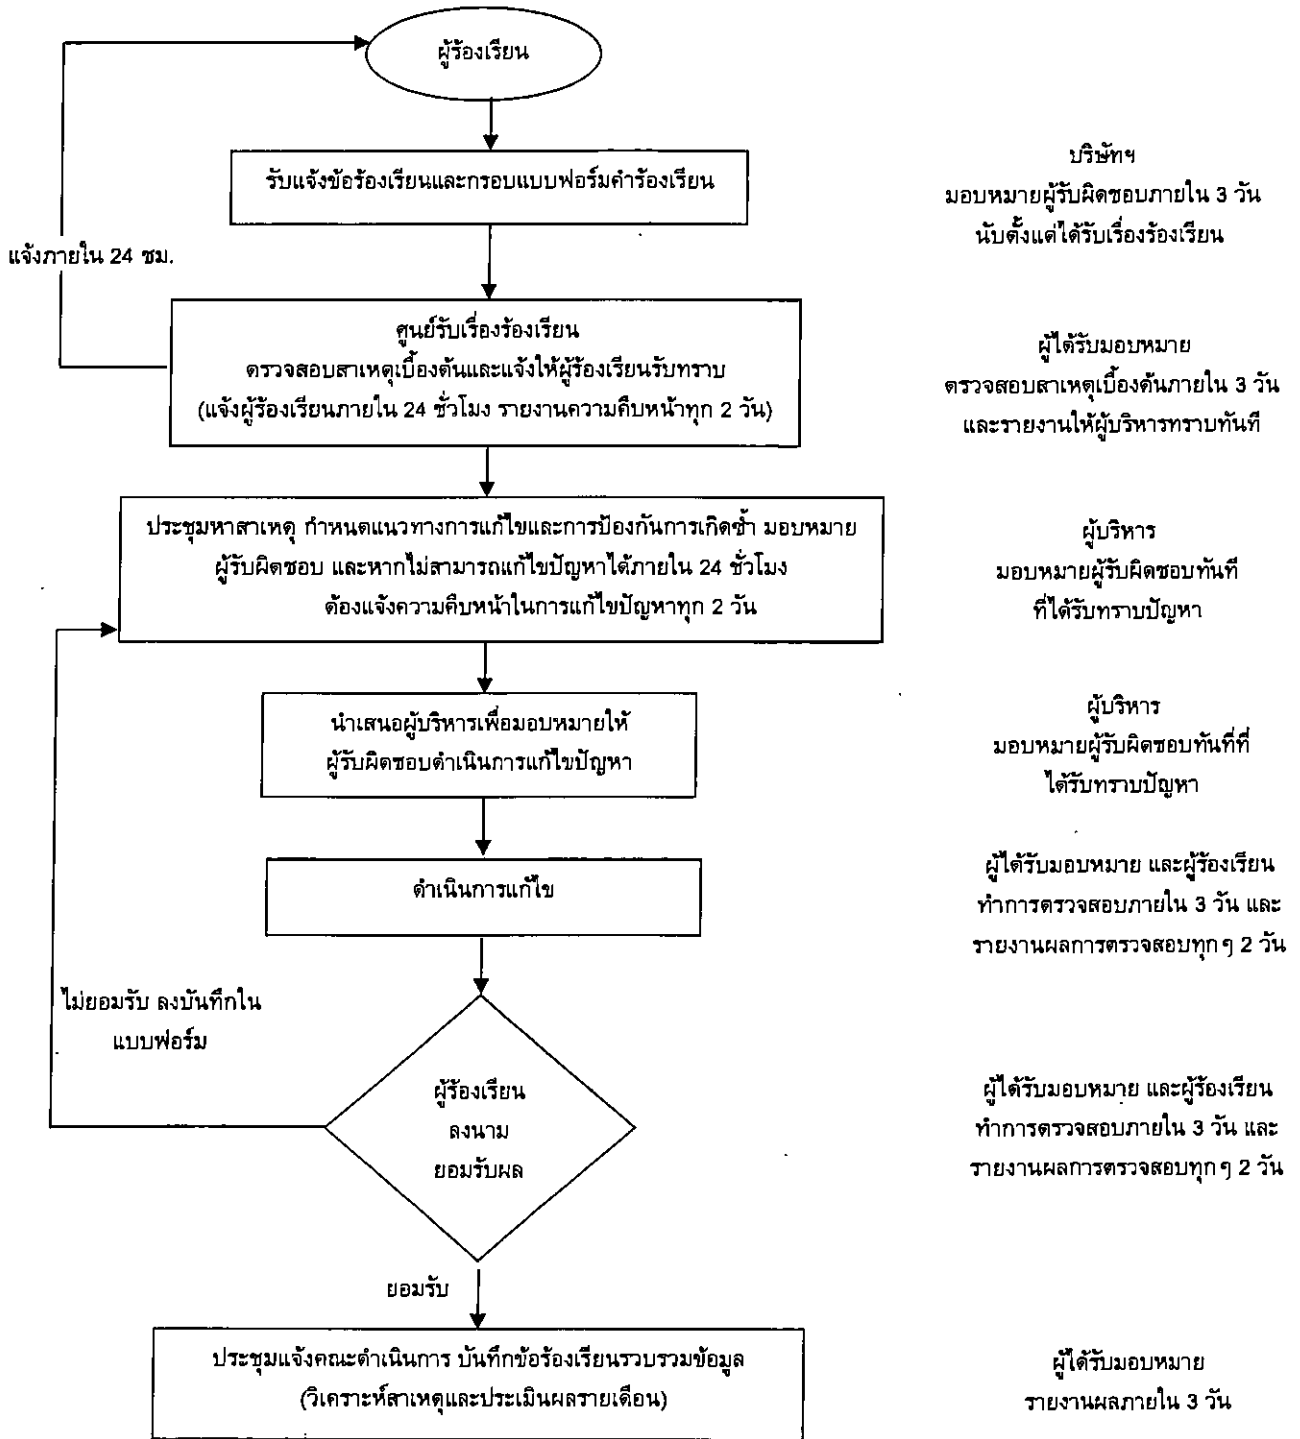 ผู้ร้องเรียน
รับแจ้งข้อร้องเรียนและกรอบแบบฟอร์มคำร้องเรียน
บริษัทฯ
มอบหมายผู้รับผิดชอบภายใน 3 วัน
นับตั้งแต่ได้รับเรื่องร้องเรียน
แจ้งภายใน 24 ชม.
ศูนย์รับเรื่องร้องเรียน
ตรวจสอบสาเหตุเบื้องต้นและแจ้งให้ผู้ร้องเรียนรับทราบ
(แจ้งผู้ร้องเรียนภายใน 24 ชั่วโมง รายงานความคืบหน้าทุก 2 วัน)
ผู้ได้รับมอบหมาย
ตรวจสอบสาเหตุเบื้องต้นภายใน 3 วัน
และรายงานให้ผู้บริหารทราบทันที
ประชุมหาสาเหตุ กำหนดแนวทางการแก้ไขและการป้องกันการเกิดซ้ำ มอบหมาย
ผู้รับผิดชอบ และหากไม่สามารถแก้ไขปัญหาได้ภายใน 24 ชั่วโมง
ต้องแจ้งความคืบหน้าในการแก้ไขปัญหาทุก 2 วัน
ผู้บริหาร
มอบหมายผู้รับผิดชอบทันที
ที่ได้รับทราบปัญหา
นำเสนอผู้บริหารเพื่อมอบหมายให้
ผู้รับผิดชอบดำเนินการแก้ไขปัญหา
ผู้บริหาร
มอบหมายผู้รับผิดชอบทันที่ที่
ได้รับทราบปัญหา
ดำเนินการแก้ไข
ผู้ได้รับมอบหมาย และผู้ร้องเรียน
ทำการตรวจสอบภายใน 3 วัน และ
รายงานผลการตรวจสอบทุกๆ 2 วัน
ไม่ยอมรับ ลงบันทึกใน
แบบฟอร์ม
ผู้ร้องเรียน
ลงนาม
ยอมรับผล
ผู้ได้รับมอบหมาย และผู้ร้องเรียน
ทำการตรวจสอบภายใน 3 วัน และ
รายงานผลการตรวจสอบทุกๆ 2 วัน
ยอมรับ
ประชุมแจ้งคณะดำเนินการ บันทึกข้อร้องเรียนรวบรวมข้อมูล
(วิเคราะห์สาเหตุและประเมินผลรายเดือน)
ผู้ได้รับมอบหมาย
รายงานผลภายใน 3 วัน